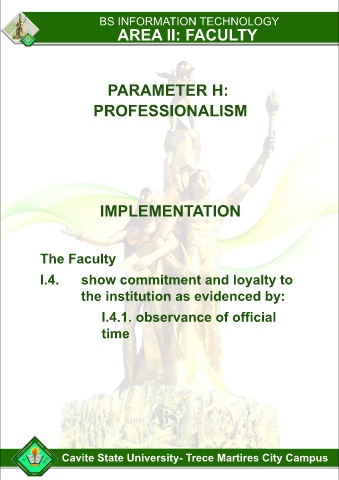 BS INFORMATION TECHNOLOGY
AREA II: FACULTY
PARAMETER H:
PROFESSIONALISM
IMPLEMENTATION
The Faculty
I.4. show commitment and loyalty to
the institution as evidenced by:
I.4.1. observance of official
time
Cavite State University- Trece Martires City Campus